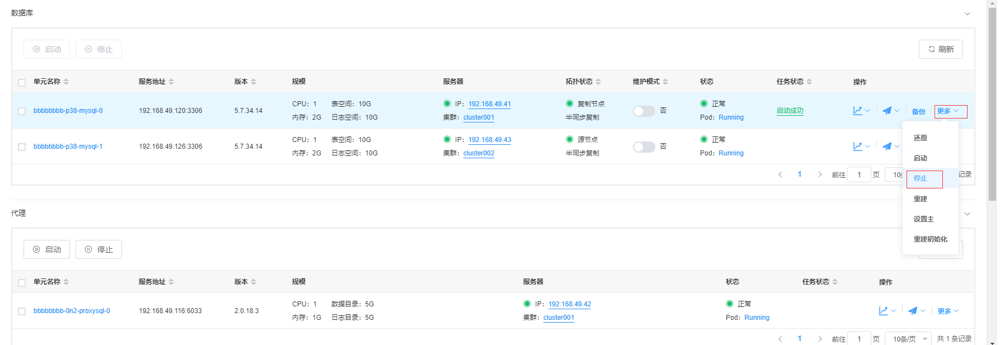 数据库
启动 停止 刷新
单元名称 服务地址 版本 规模 服务器 拓扑状态 维护模式 状态 任务状态 操作
bbbbbbbb-p38-mysql-0 192.168.49.120:3306 5.7.34.14 CPU: 1 表空间: 10G IP: 192.168.49.41 复制节点 否 正常 启动成功 备份 更多
内存: 2G 日志空间: 10G 集群: cluster001 半同步复制 Pod: Running
还原
启动
停止
重建
设置主
重建初始化
bbbbbbbb-p38-mysql-1 192.168.49.126:3306 5.7.34.14 CPU: 1 表空间: 10G IP: 192.168.49.43 源节点 否 正常
内存: 2G 日志空间: 10G 集群: cluster002 半同步复制 Pod: Running
1 前往 1 页 10 记录
代理
启动 停止
单元名称 服务地址 版本 规模 服务器 状态 任务状态 操作
bbbbbbbb-0n2-proxysql-0 192.168.49.116:6033 2.0.18.3 CPU: 1 数据目录: 5G IP: 192.168.49.42 正常 更多
内存: 1G 日志目录: 5G 集群: cluster001 Pod: Running
1 前往 1 页 10条/页 共 1 条记录